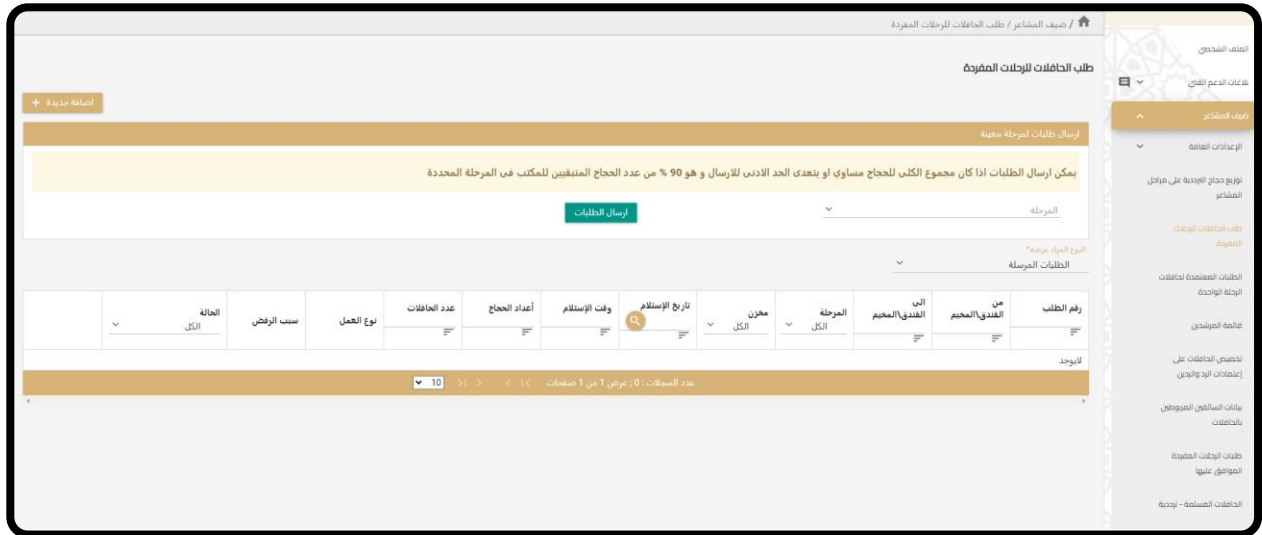 / ضيف المشاعر / طلب الحافلات للرحلات المفردة
طلب الحافلات للرحلات المفردة
اضافة جديدة +
ارسال طلبات لمرحلة معينة
يمكن ارسال الطلبات اذا كان مجموع الكلى للحجاج مساوي او يتعدى الحد الادنى للارسال و هو 90 % من عدد الحجاج المتبقيين للمكتب فى المرحلة المحددة
المرحلة
ارسال الطلبات
النوع المراد عرضه*
الطلبات المرسلة
رقم الطلب
من الفندق\المخيم
الى الفندق\المخيم
المرحلة
الكل
مخزن
الكل
تاريخ الإستلام
وقت الإستلام
أعداد الحجاج
عدد الحافلات
نوع العمل
سبب الرفض
الحالة
الكل
لايوجد
عدد السجلات : 0 ; عرض 1 من 1 صفحات
10
الملف الشخصي
بلاغات الدعم الفني
ضيف المشاعر
الإعدادات العامة
توزيع حجاج الترددية على مراحل
المشاعر
طلب الحافلات للرحلات
المفردة
الطلبات المعتمدة لحافلات
الرحلة الواحدة
قائمة المرشدين
تخصيص الحافلات على
إعتمادات الرد والردين
بيانات السائقين المربوطين
بالحافلات
طلبات الرحلات المفردة
الموافق عليها
الحافلات المسلمة - ترددية